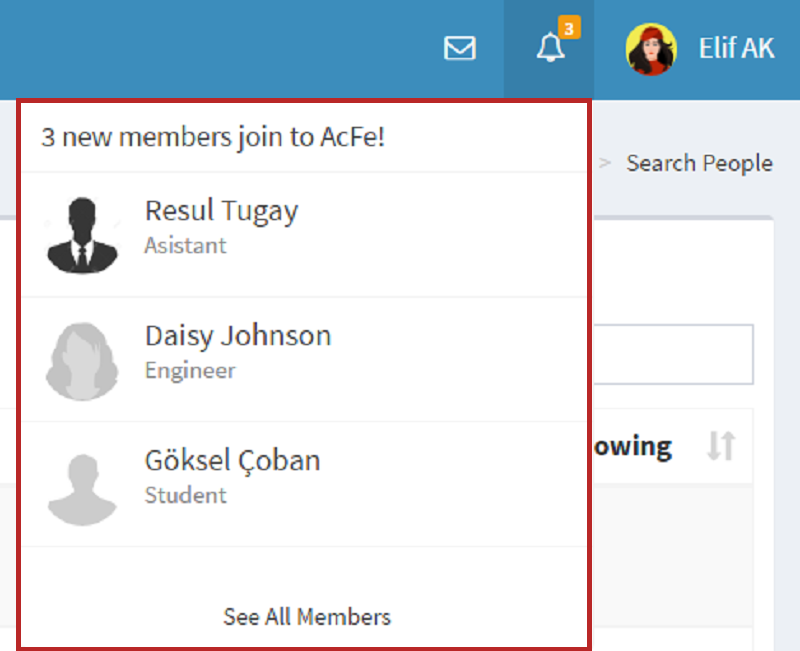 3
Elif AK
3 new members join to AcFe!
> Search People
Resul Tugay
Asistant
Daisy Johnson
Engineer
owing
Göksel Çoban
Student
See All Members